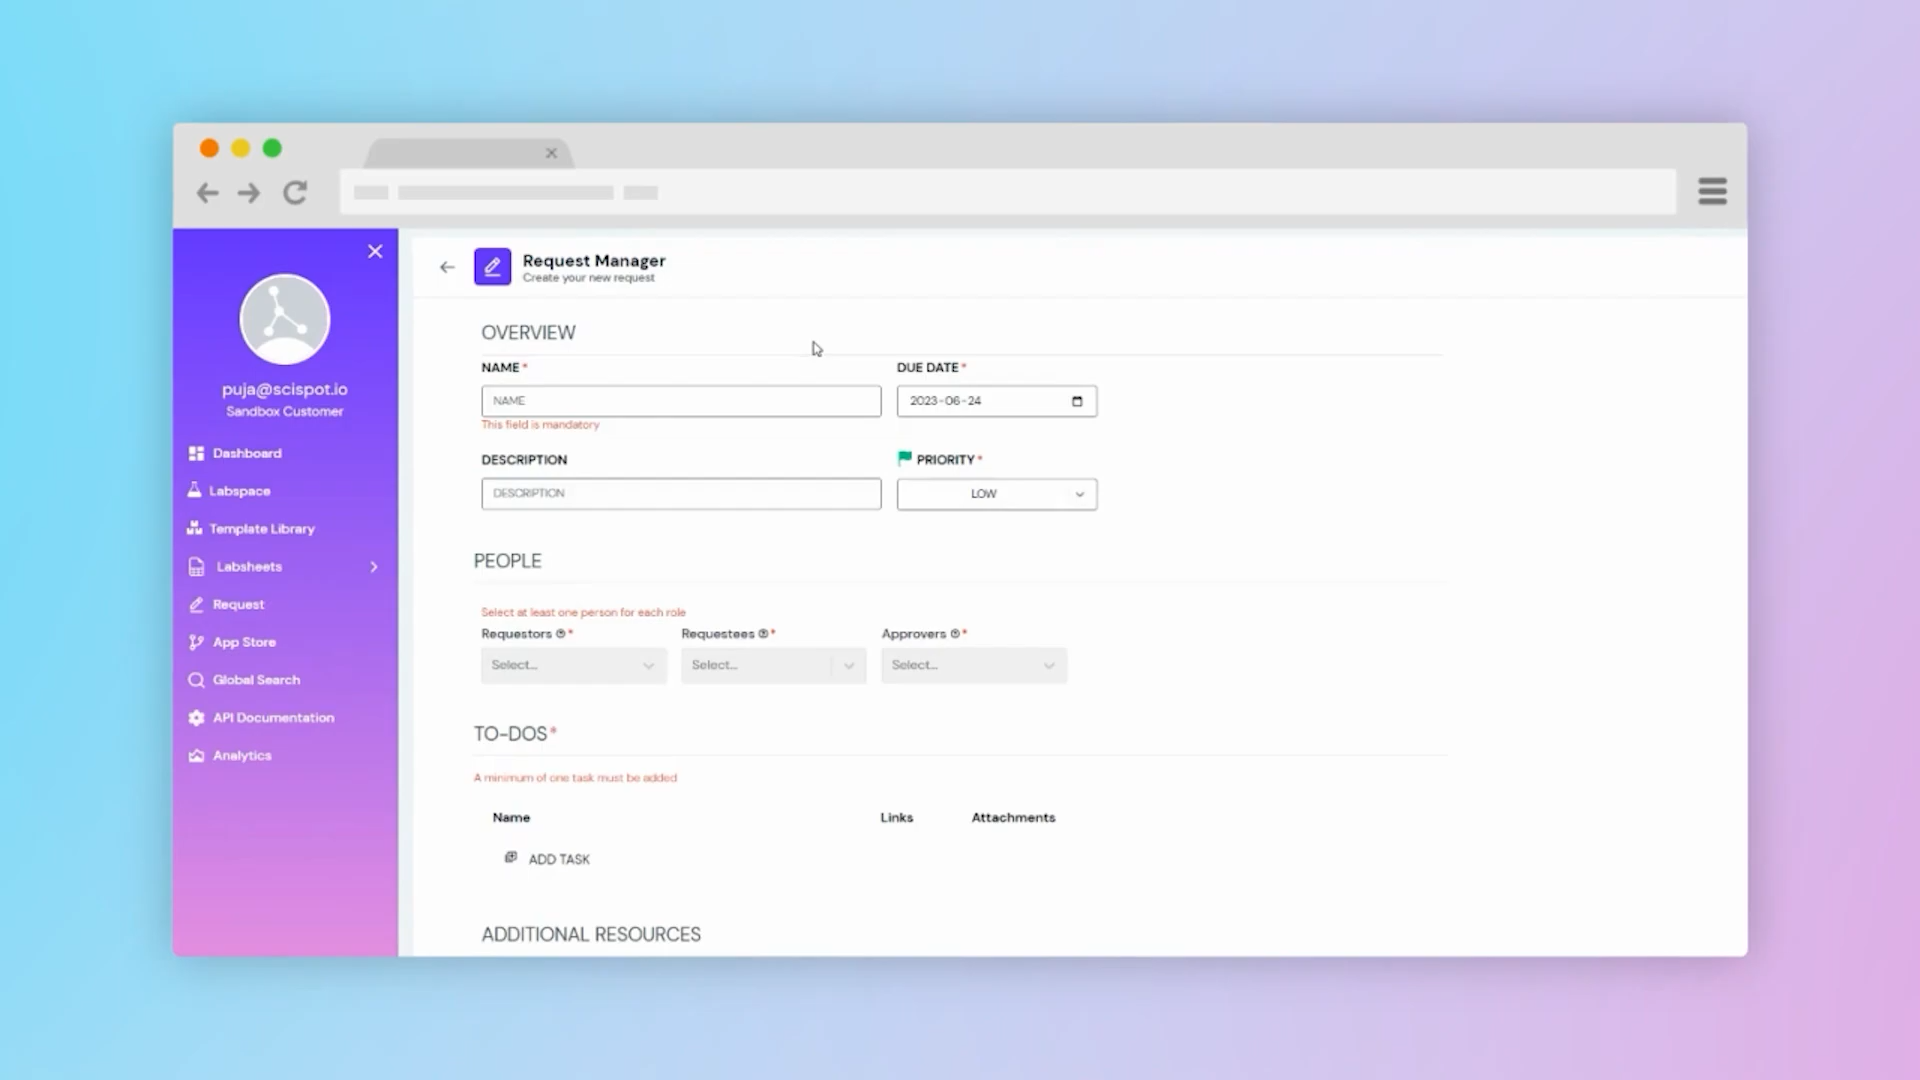 Request Manager
Create your new request
puja@scispot.io
Sandbox Customer
Dashboard
Labspace
Template Library
Labsheets
Request
App Store
Global Search
API Documentation
Analytics
OVERVIEW
NAME *
DUE DATE *
NAME
2023-06-24
This field is mandatory
DESCRIPTION
PRIORITY *
DESCRIPTION
LOW
PEOPLE
Select at least one person for each role
Requestors *
Requestees *
Approvers *
Select...
Select...
Select...
TO-DOS *
A minimum of one task must be added
Name
Links
Attachments
ADD TASK
ADDITIONAL RESOURCES